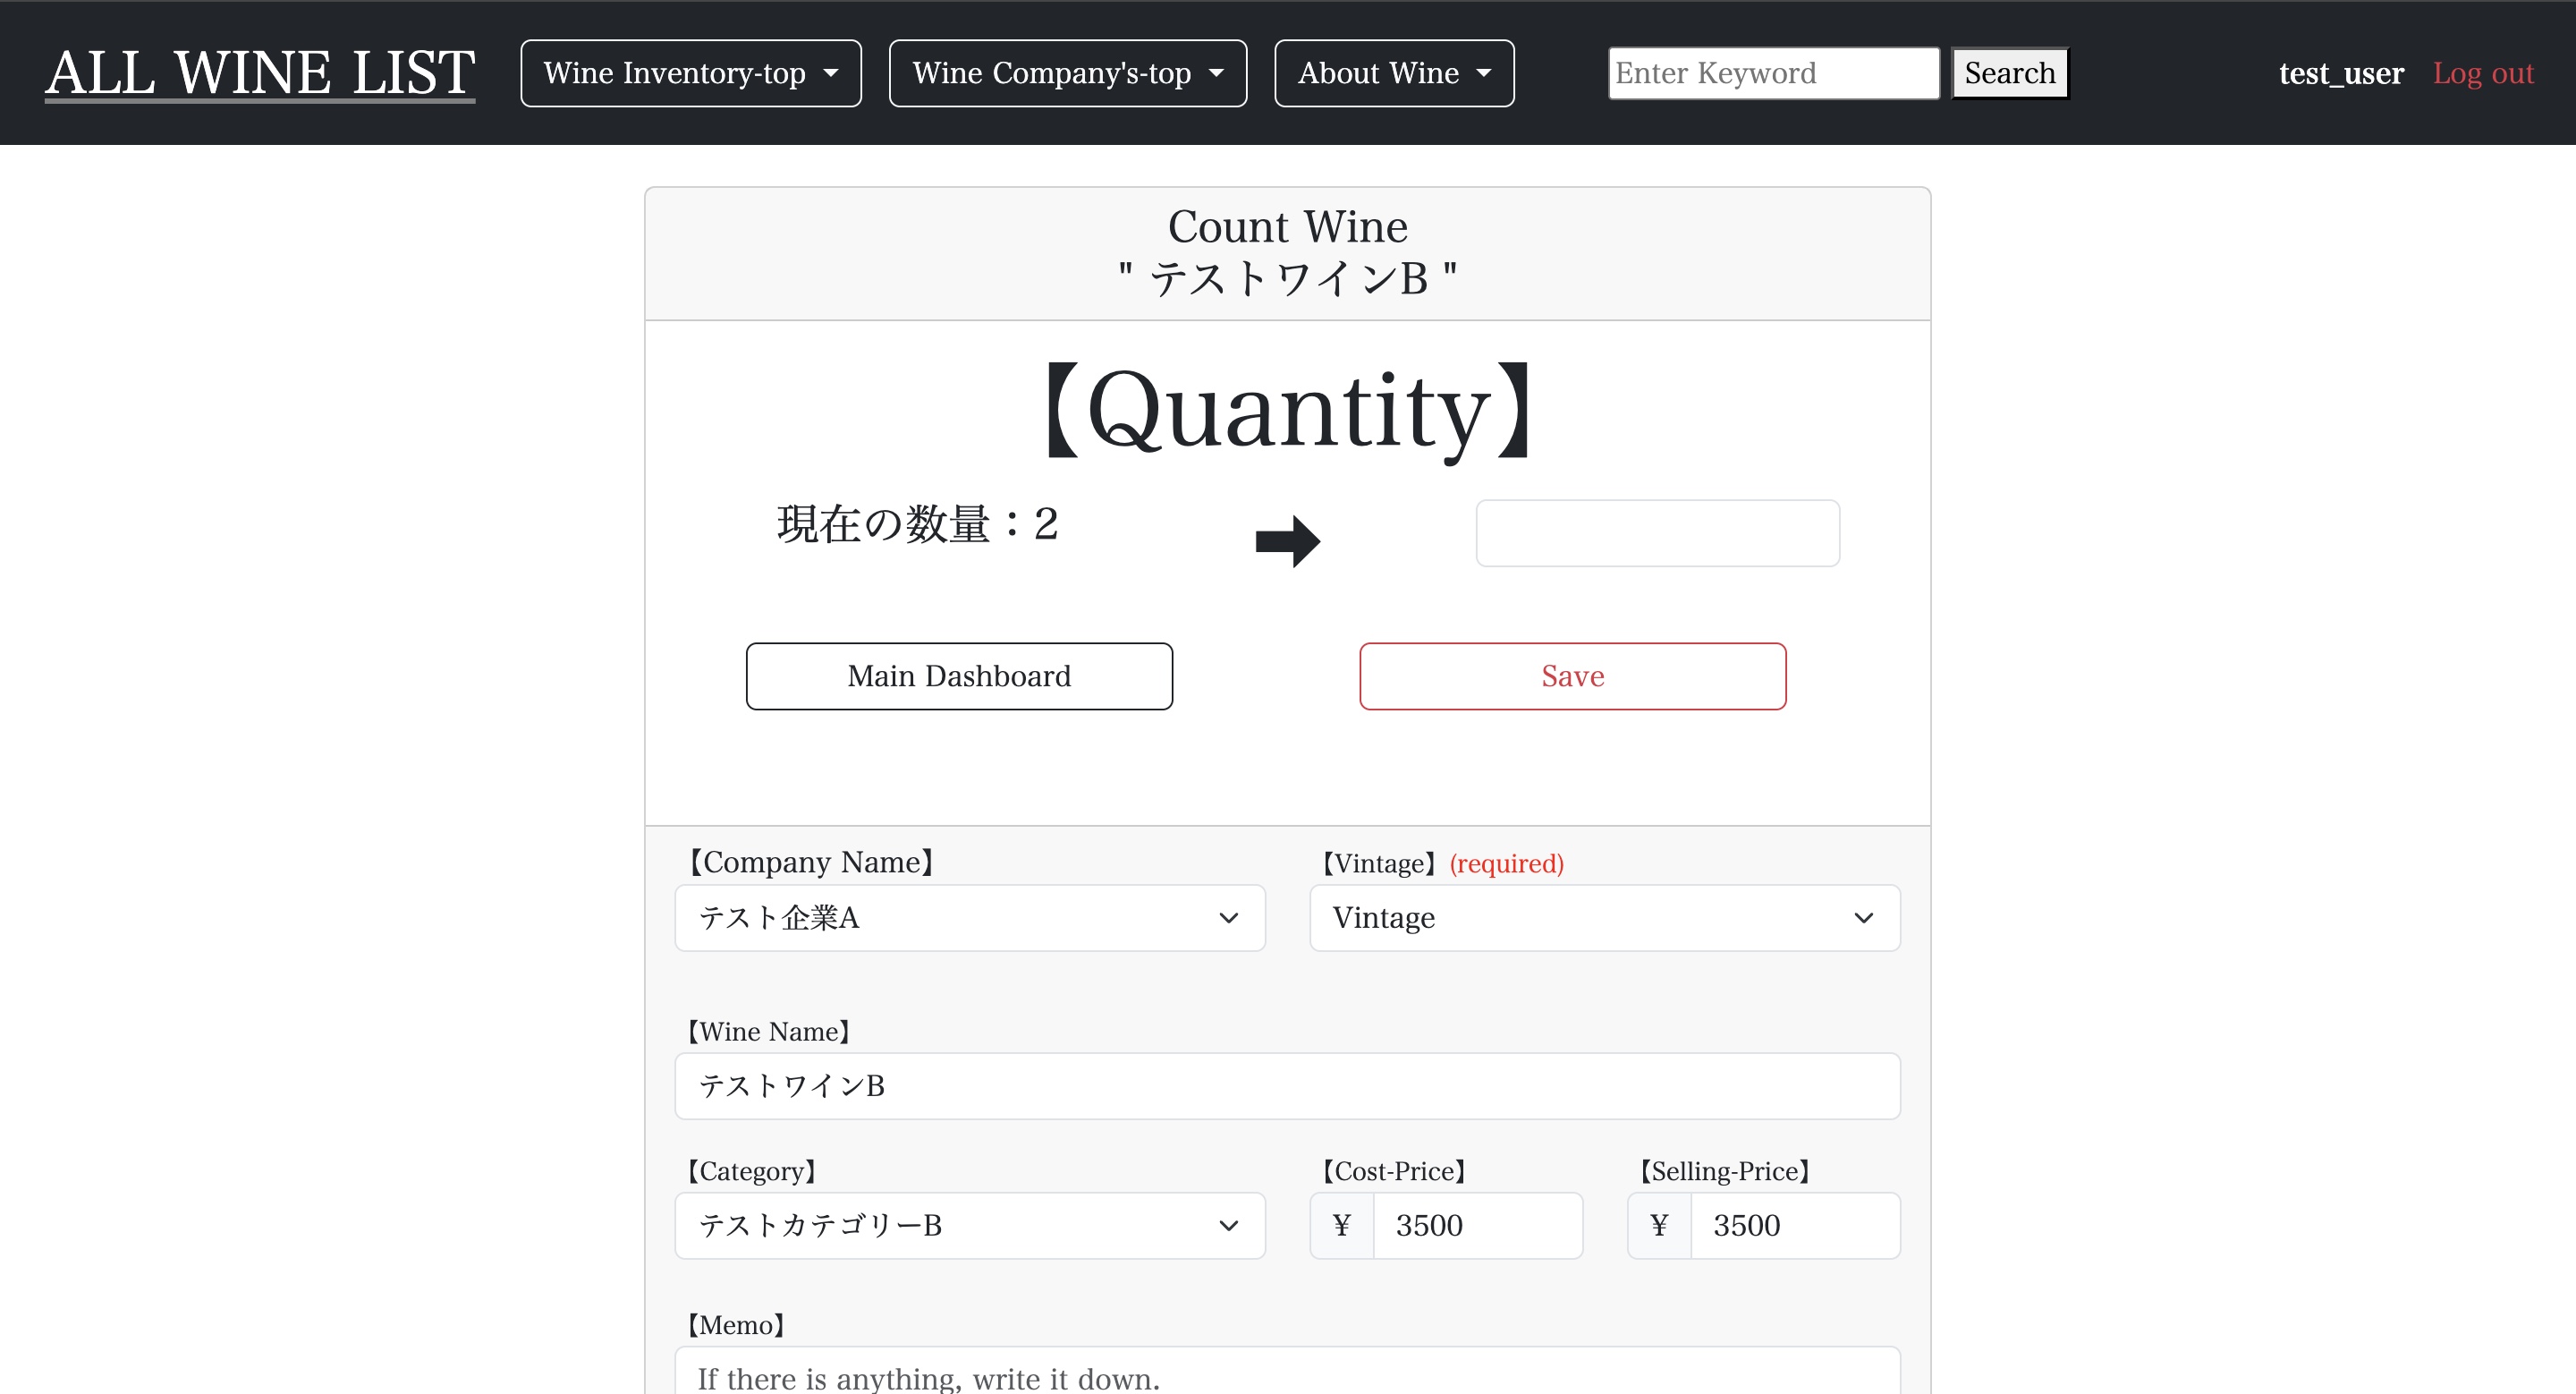 ALL WINE LIST Wine Inventory-top Wine Company's-top About Wine Enter Keyword Search test_user Log out
Count Wine
" テストワインB "
【Quantity】
現在の数量：2
Main Dashboard Save
【Company Name】 【Vintage】(required)
テスト企業A Vintage
【Wine Name】
テストワインB
【Category】 【Cost-Price】 【Selling-Price】
テストカテゴリーB ¥ 3500 ¥ 3500
【Memo】
If there is anything, write it down.